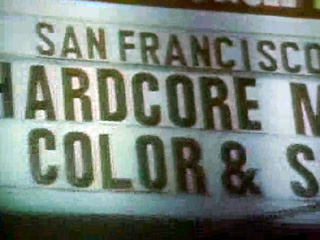 SAN FRANCISCO
HARDCORE M
COLOR & S